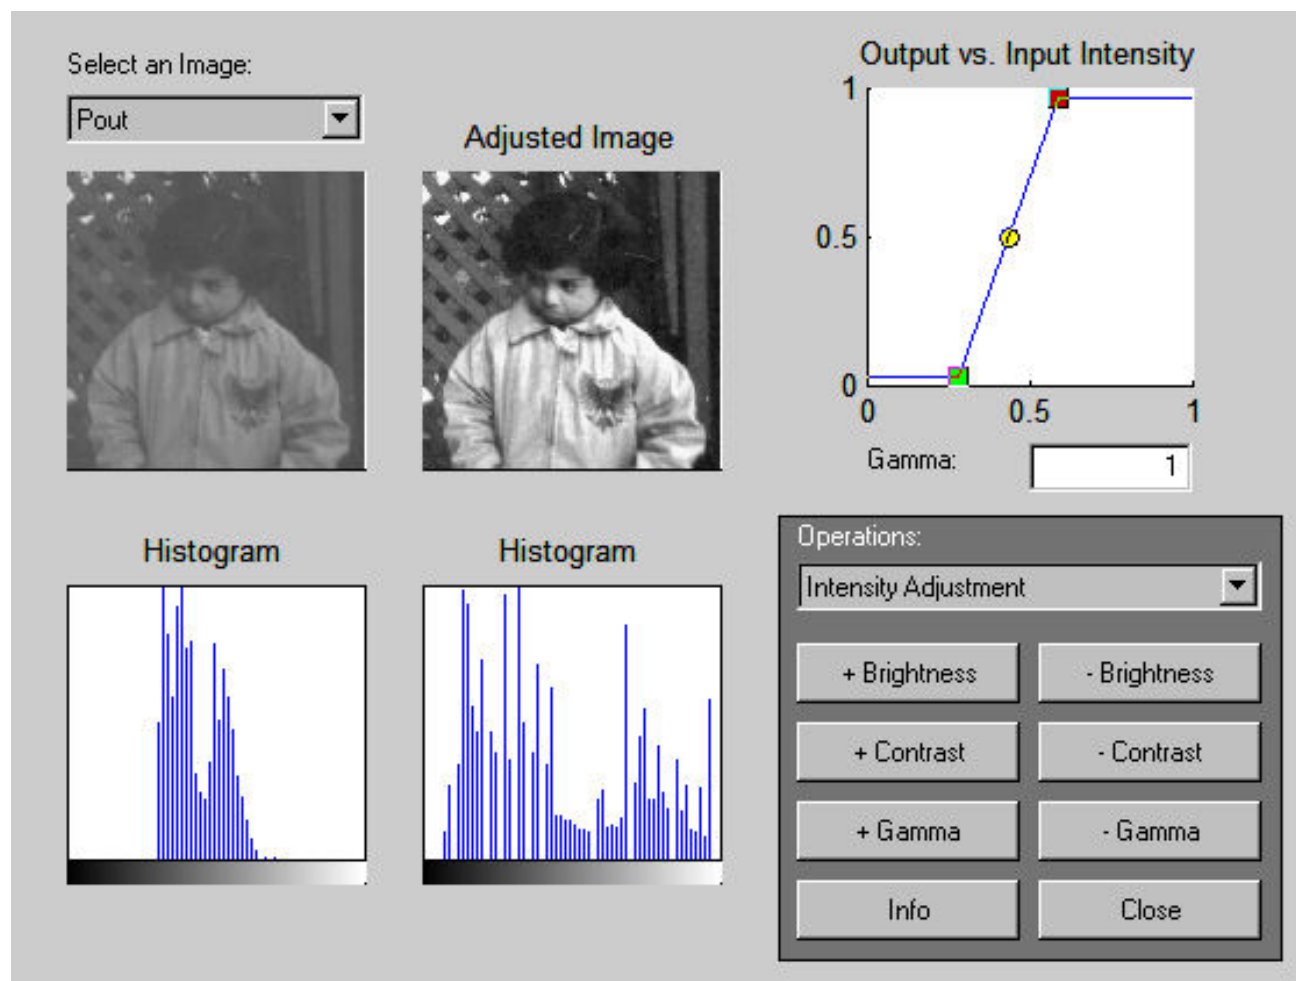 Select an Image:
Pout
Adjusted Image
Output vs. Input Intensity
1
0.5
0
0
0.5
1
Gamma:
1
Histogram
Histogram
Operations:
Intensity Adjustment
+ Brightness
- Brightness
+ Contrast
- Contrast
+ Gamma
- Gamma
Info
Close